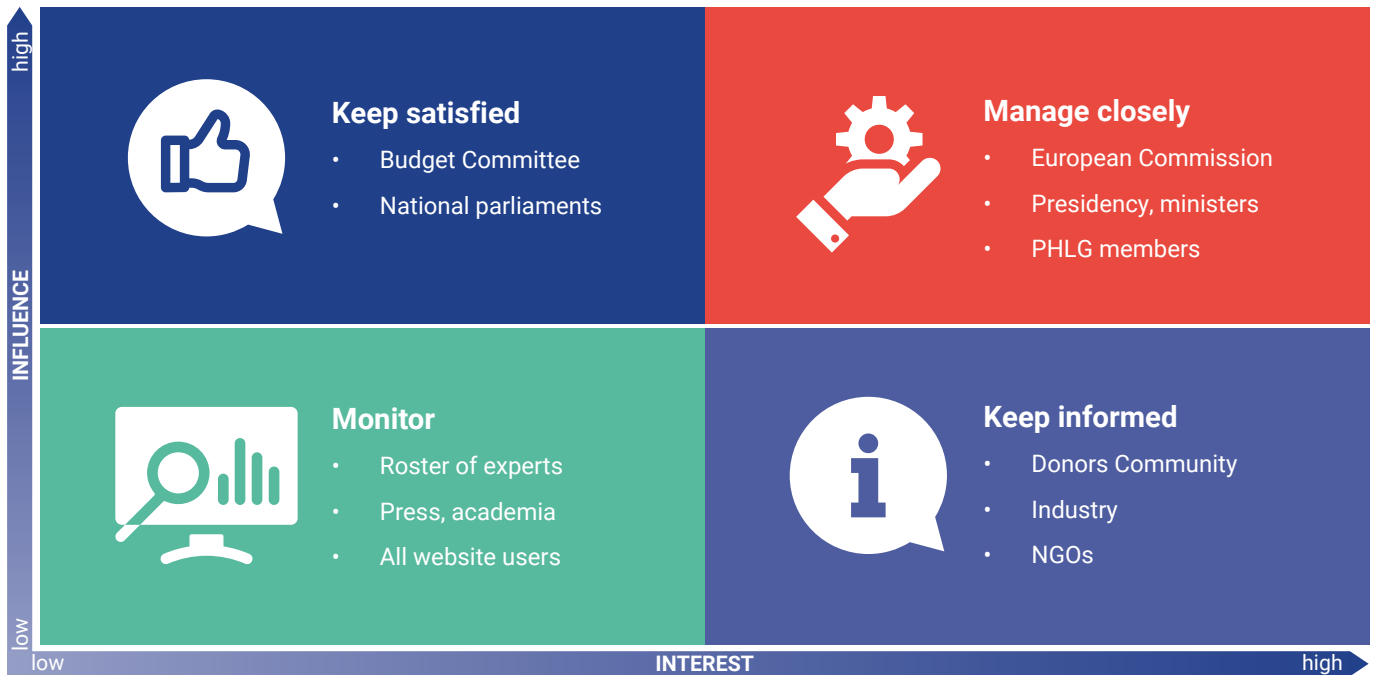 high
INFLUENCE
low
Keep satisfied
• Budget Committee
• National parliaments
Manage closely
• European Commission
• Presidency, ministers
• PHLG members
Monitor
• Roster of experts
• Press, academia
• All website users
Keep informed
• Donors Community
• Industry
• NGOs
low
INTEREST
high